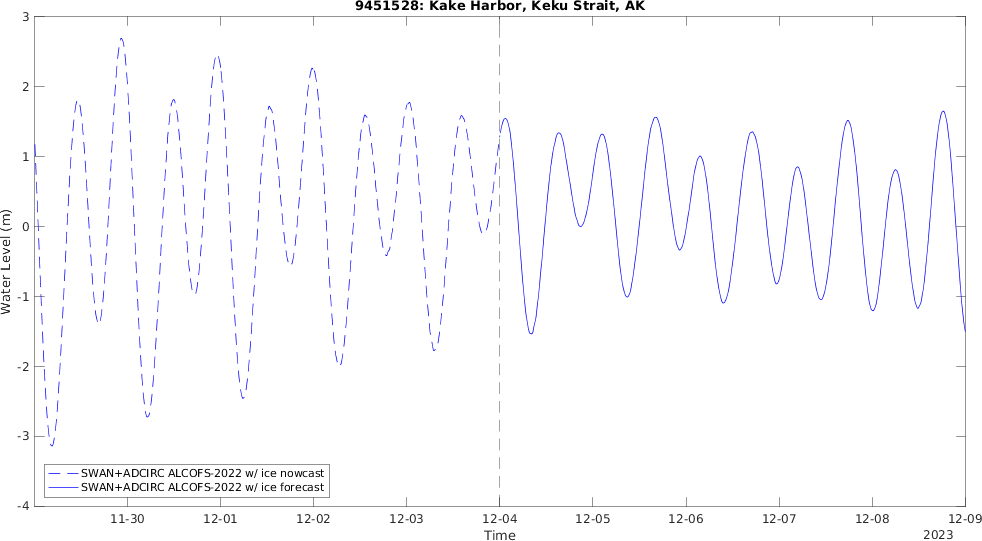 9451528: Kake Harbor, Keku Strait, AK
3
2
1
0
-1
-2
-3
-4
Water Level (m)
SWAN+ADCIRC ALCOFS-2022 w/ ice nowcast
SWAN+ADCIRC ALCOFS-2022 w/ ice forecast
11-30 12-01 12-02 12-03 12-04 12-05 12-06 12-07 12-08 12-09
Time
2023